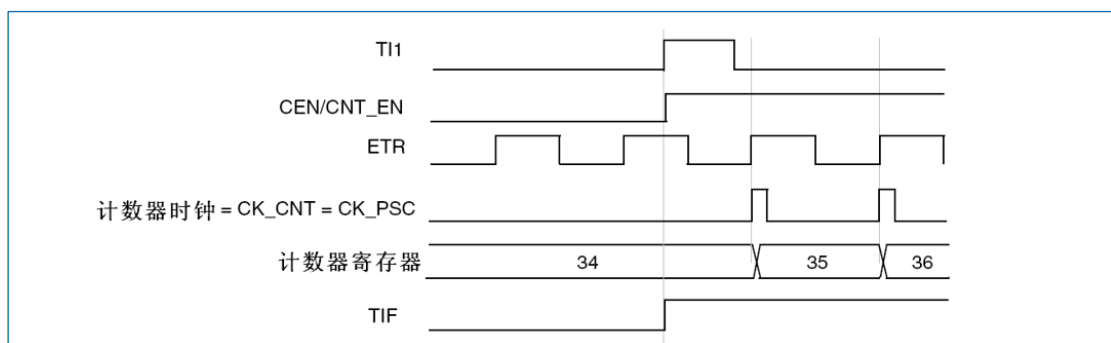 TI1
CEN/CNT_EN
ETR
计数器时钟 = CK_CNT = CK_PSC
计数器寄存器 34 35 36
TIF